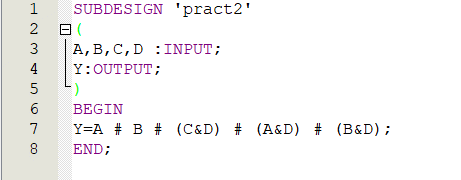 1 SUBDESIGN 'pract2'
2 (
3 A,B,C,D :INPUT;
4 Y:OUTPUT;
5 )
6 BEGIN
7 Y=A # B # (C&D) # (A&D) # (B&D);
8 END;